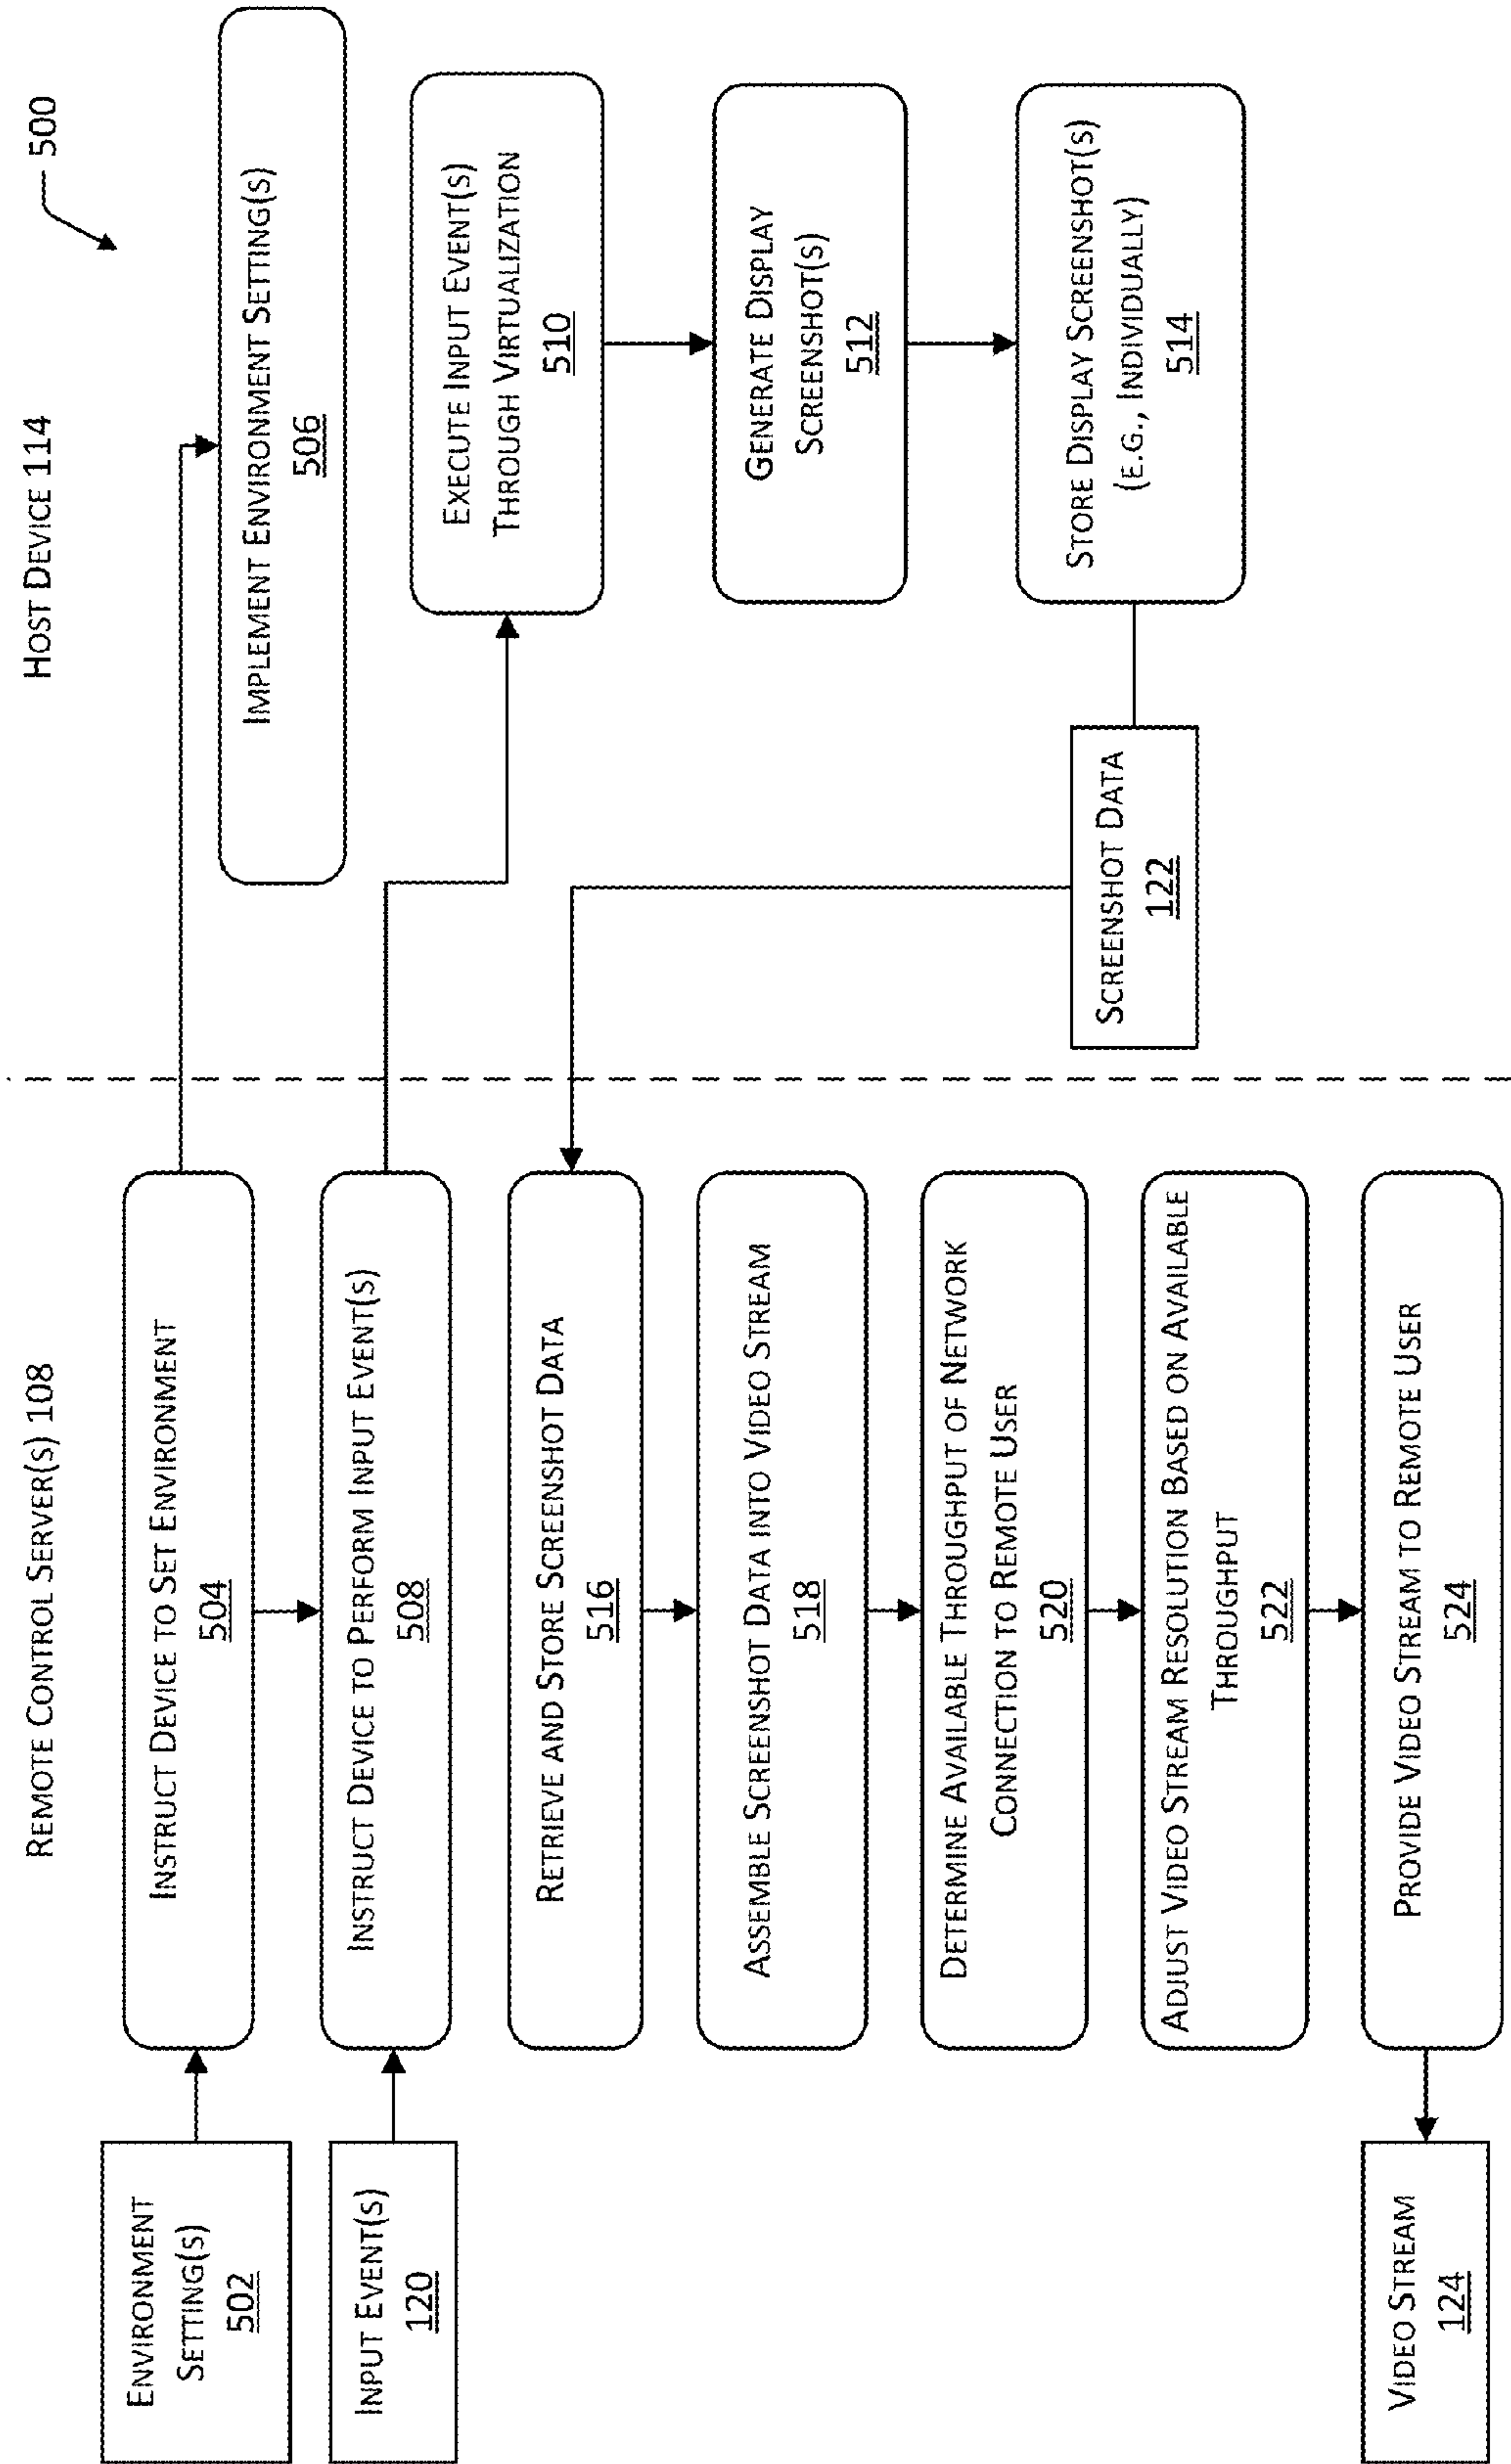 REMOTE CONTROL SERVER(S) 108
HOST DEVICE 114
500
ENVIRONMENT
SETTING(S)
502
INSTRUCT DEVICE TO SET ENVIRONMENT
504
IMPLEMENT ENVIRONMENT SETTING(S)
506
INPUT EVENT(S)
120
INSTRUCT DEVICE TO PERFORM INPUT EVENT(S)
508
EXECUTE INPUT EVENT(S)
THROUGH VIRTUALIZATION
510
GENERATE DISPLAY
SCREENSHOT(S)
512
STORE DISPLAY SCREENSHOT(S)
(E.G., INDIVIDUALLY)
514
SCREENSHOT DATA
122
RETRIEVE AND STORE SCREENSHOT DATA
516
ASSEMBLE SCREENSHOT DATA INTO VIDEO STREAM
518
DETERMINE AVAILABLE THROUGHPUT OF NETWORK
CONNECTION TO REMOTE USER
520
ADJUST VIDEO STREAM RESOLUTION BASED ON AVAILABLE
THROUGHPUT
522
PROVIDE VIDEO STREAM TO REMOTE USER
524
VIDEO STREAM
124